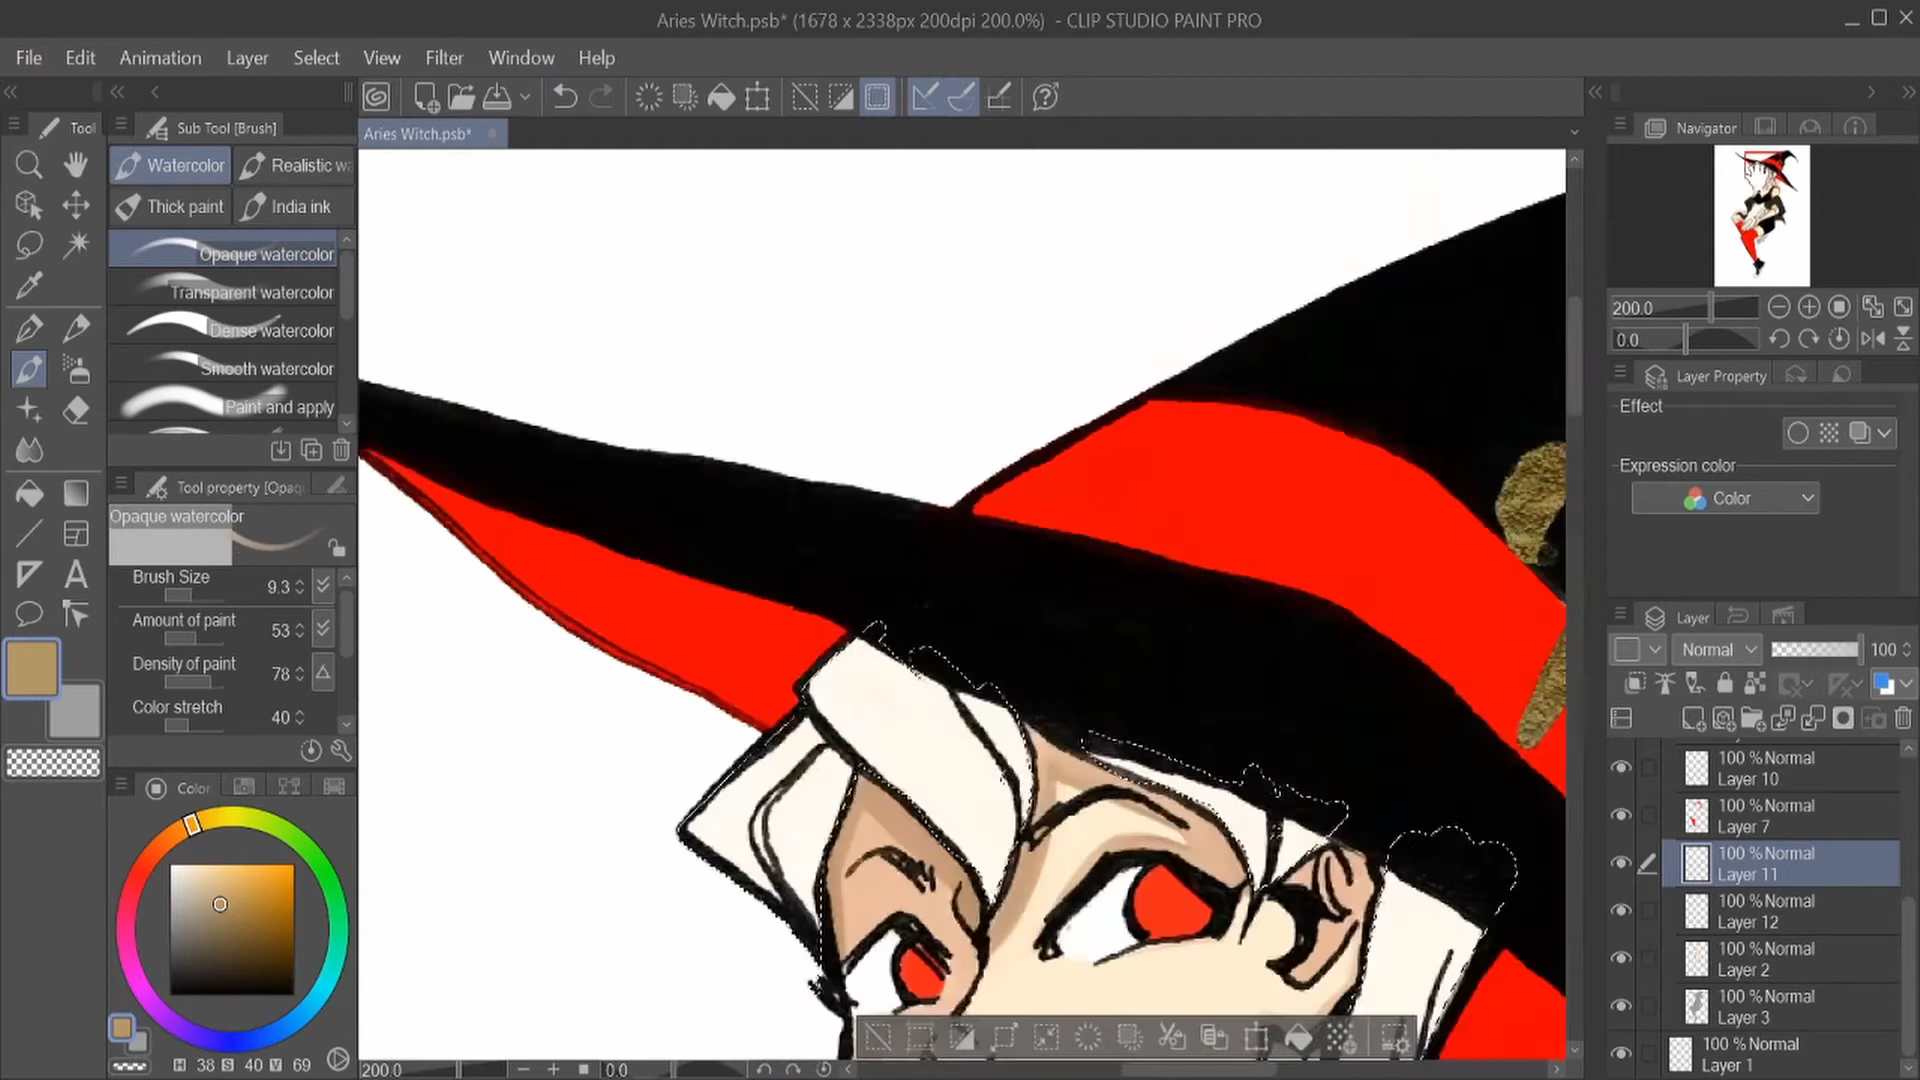 Aries Witch.psb* (1678 x 2338px 200dpi 200.0%) - CLIP STUDIO PAINT PRO
File Edit Animation Layer Select View Filter Window Help
Tool
Sub Tool [Brush]
Aries Witch.psb*
Navigator
Watercolor
Realistic wa
Thick paint
India ink
Opaque watercolor
Transparent watercolor
Dense watercolor
Smooth watercolor
Paint and apply
200.0
0.0
Layer Property
Effect
Expression color
Color
Tool property [Opaq
Opaque watercolor
Brush Size 9.3
Amount of paint 53
Density of paint 78
Color stretch 40
Layer
Normal 100
100 %Normal
Layer 10
100 %Normal
Layer 7
100 %Normal
Layer 11
100 %Normal
Layer 12
100 %Normal
Layer 2
100 %Normal
Layer 3
100 %Normal
Layer 1
Color
H 38 S 40 V 69
200.0
0.0